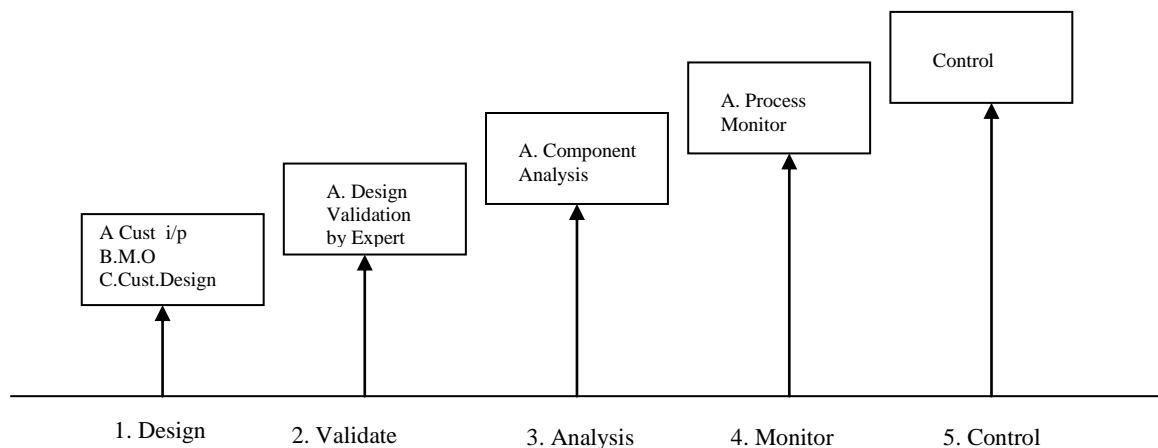 Control
A. Process
Monitor
A. Component
Analysis
A. Design
Validation
by Expert
A Cust i/p
B.M.O
C.Cust.Design
1. Design
2. Validate
3. Analysis
4. Monitor
5. Control